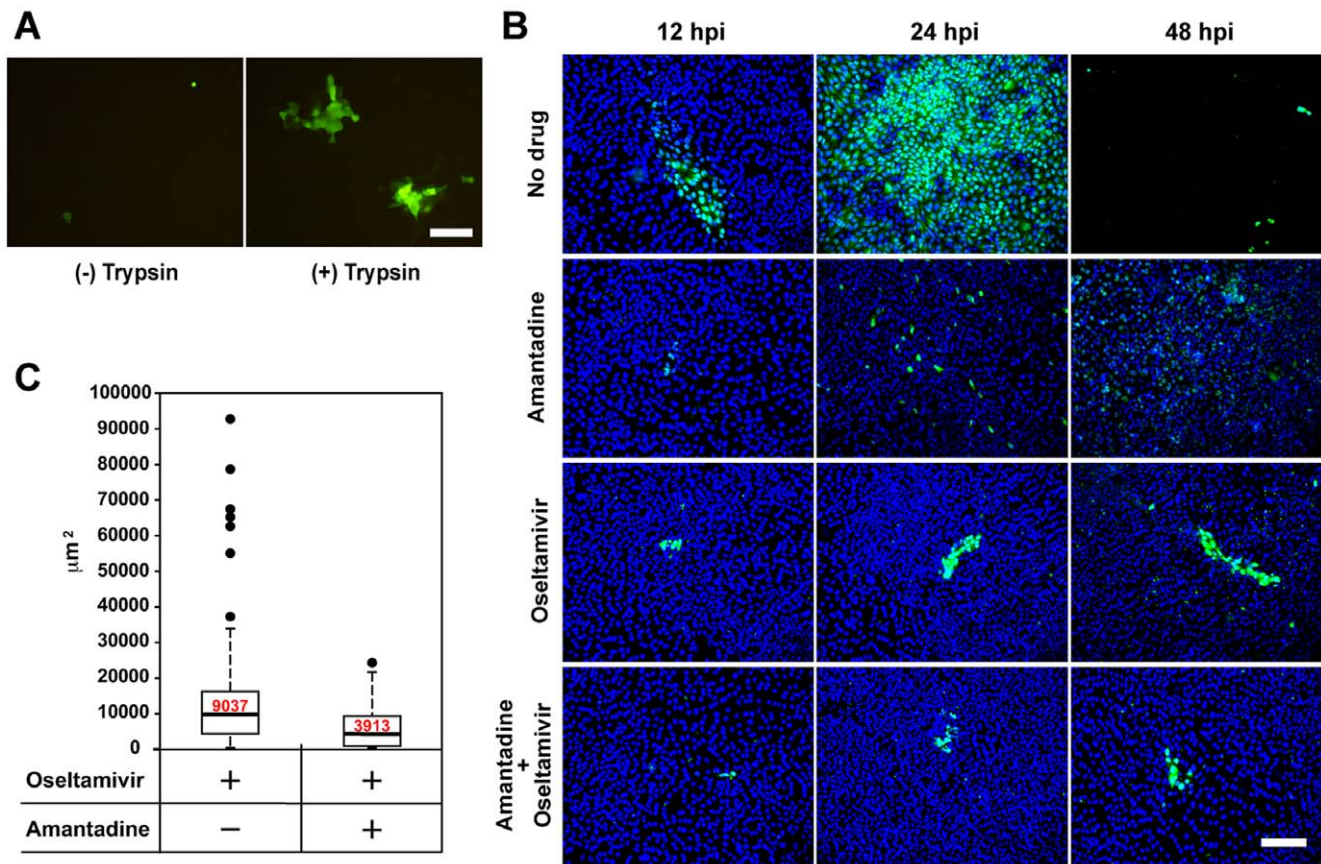 A
(-) Trypsin
(+) Trypsin
B
12 hpi
24 hpi
48 hpi
No drug
Amantadine
Oseltamivir
Amantadine
+
Oseltamivir
C
100000
90000
80000
70000
60000
50000
40000
30000
20000
10000
0
μm²
9037
3913
Oseltamivir + +
Amantadine − +